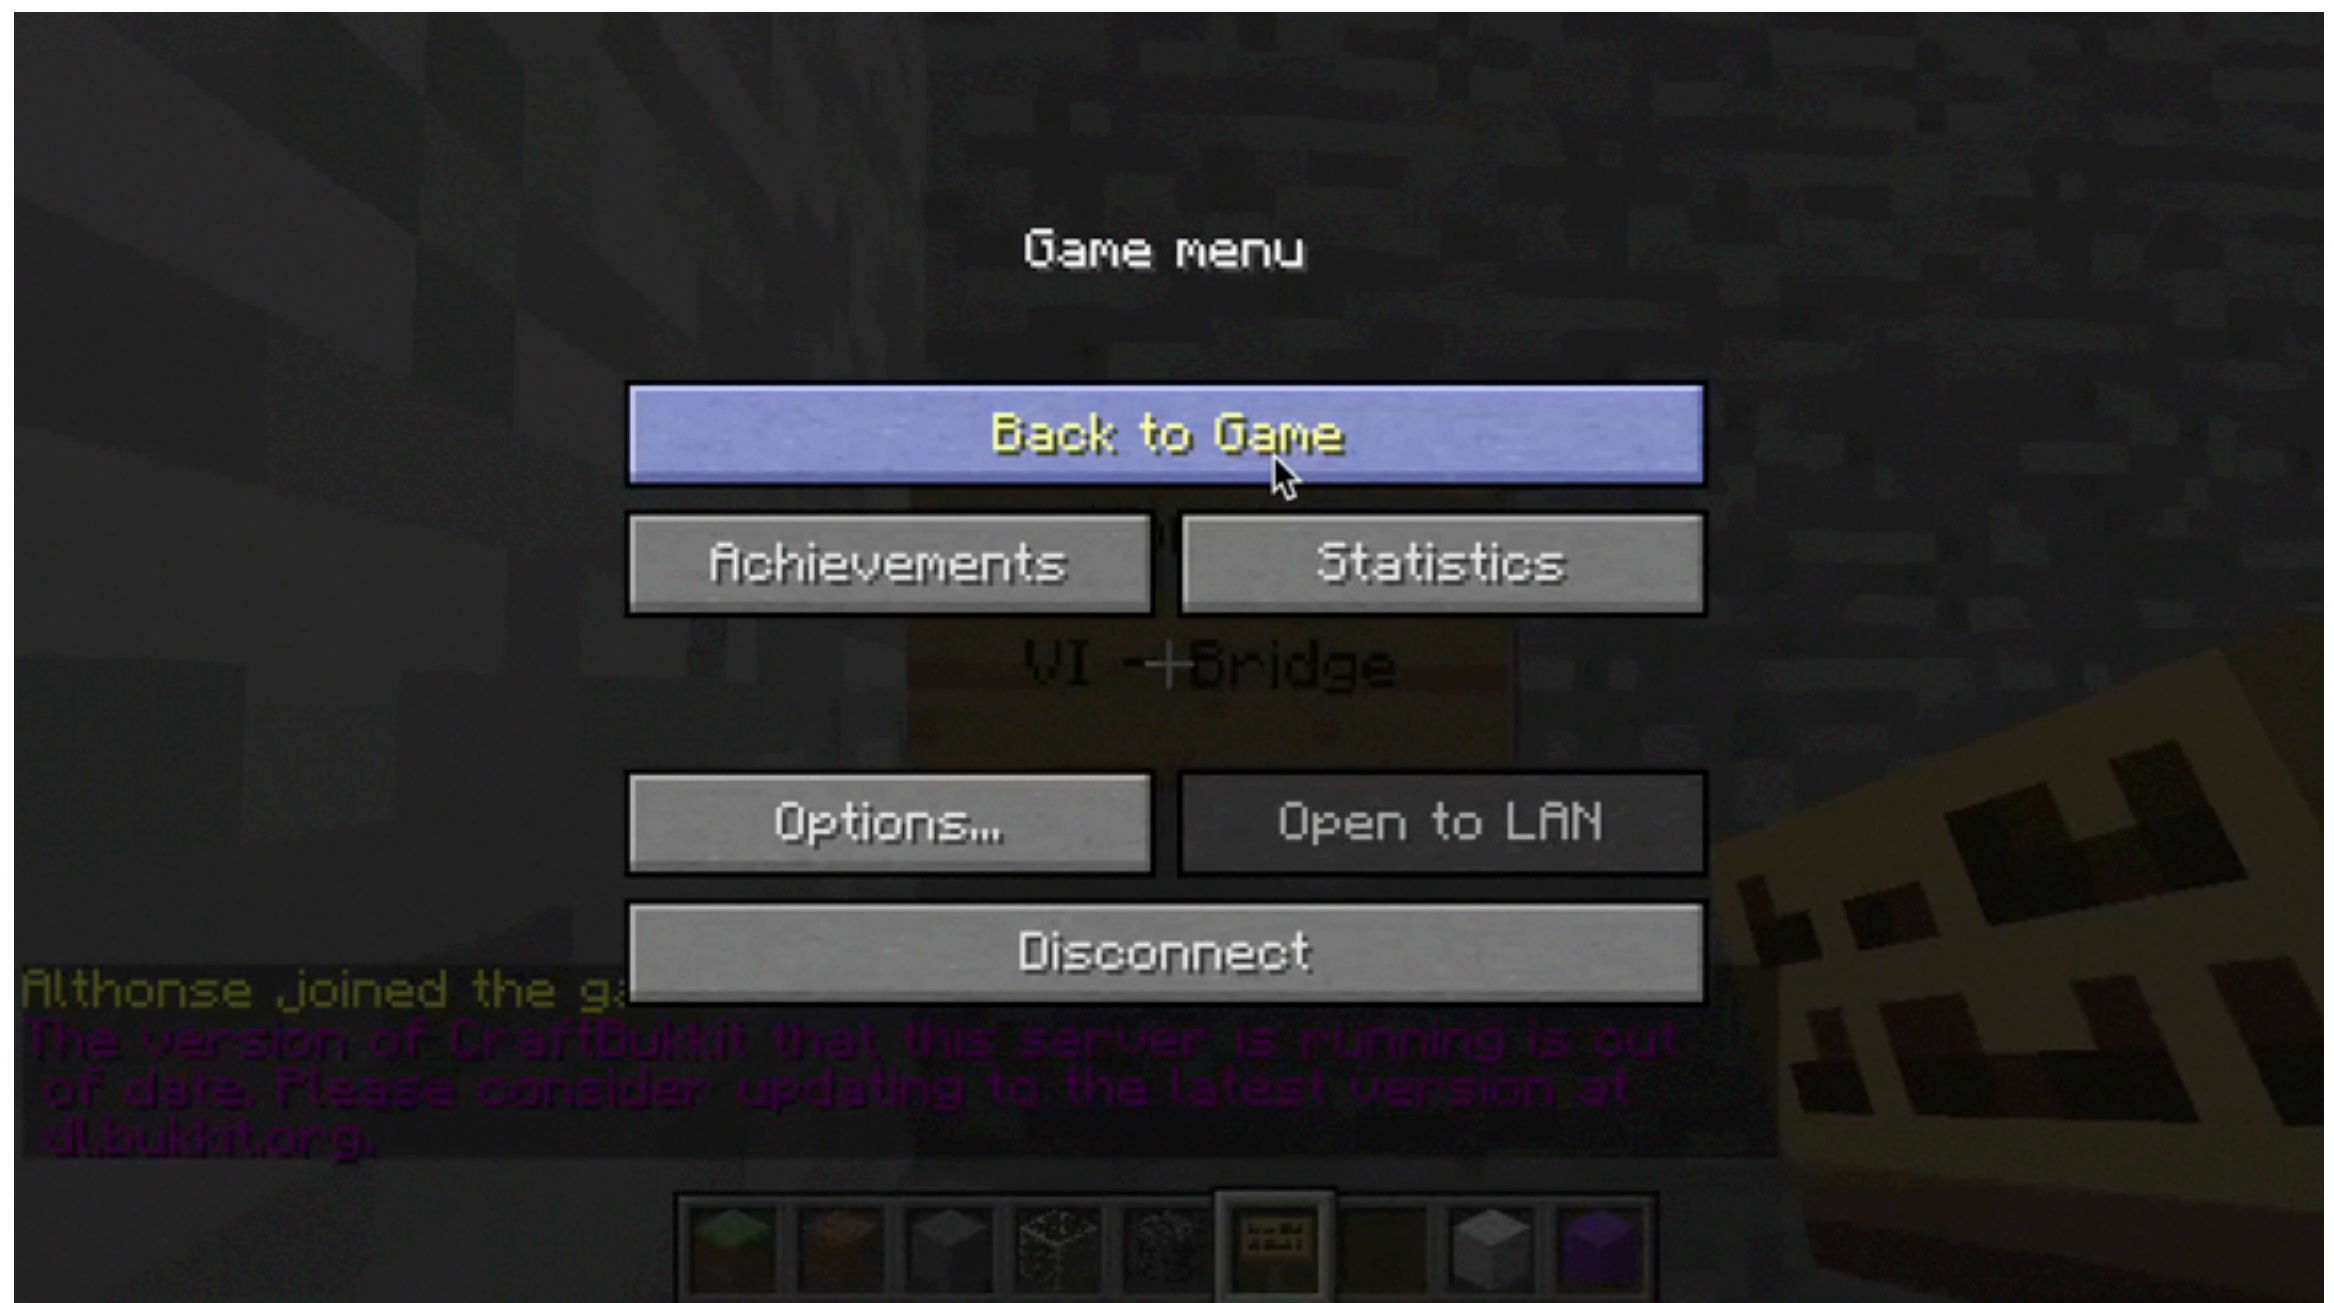 Game menu
Back to Game
Achievements
Statistics
VI - Bridge
Options...
Open to LAN
Disconnect
Althonse joined the ga
The version of CraftBukkit that this server is running is out
of date. Please consider updating to the latest version at
dl.bukkit.org.